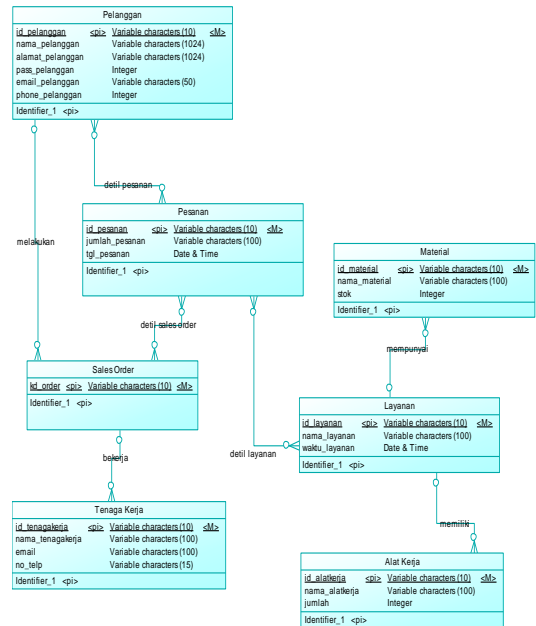 Pelanggan
id_pelanggan <pi> Variable characters (10) <M>
nama_pelanggan Variable characters (1024)
alamat_pelanggan Variable characters (1024)
pass_pelanggan Integer
email_pelanggan Variable characters (50)
phone_pelanggan Integer
Identifier_1 <pi>
detil pesanan
Pesanan
id_pesanan <pi> Variable characters (10) <M>
jumlah_pesanan Variable characters (100)
tgl_pesanan Date & Time
Identifier_1 <pi>
melakukan
Material
id_material <pi> Variable characters (10) <M>
nama_material Variable characters (100)
stok Integer
Identifier_1 <pi>
detil sales order
mempunyai
Sales Order
kd_order <pi> Variable characters (10) <M>
Identifier_1 <pi>
Layanan
id_layanan <pi> Variable characters (10) <M>
nama_layanan Variable characters (100)
waktu_layanan Date & Time
Identifier_1 <pi>
bekerja
detil layanan
Tenaga Kerja
id_tenagakerja <pi> Variable characters (10) <M>
nama_tenagakerja Variable characters (100)
email Variable characters (100)
no_telp Variable characters (15)
Identifier_1 <pi>
memiliki
Alat Kerja
id_alatkerja <pi> Variable characters (10) <M>
nama_alatkerja Variable characters (100)
jumlah Integer
Identifier_1 <pi>